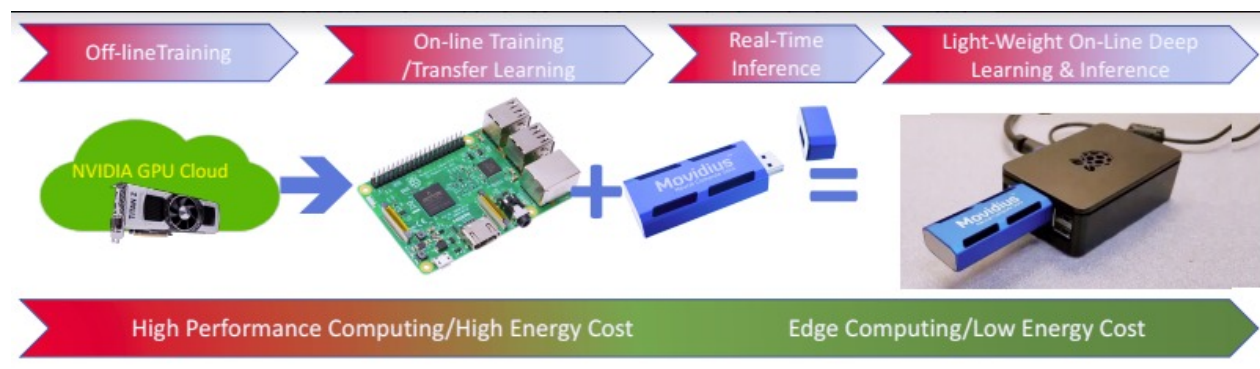 Off-lineTraining
On-line Training
/Transfer Learning
Real-Time
Inference
Light-Weight On-Line Deep
Learning & Inference
NVIDIA GPU Cloud
TITAN Z
Movidius
Movidius
High Performance Computing/High Energy Cost
Edge Computing/Low Energy Cost